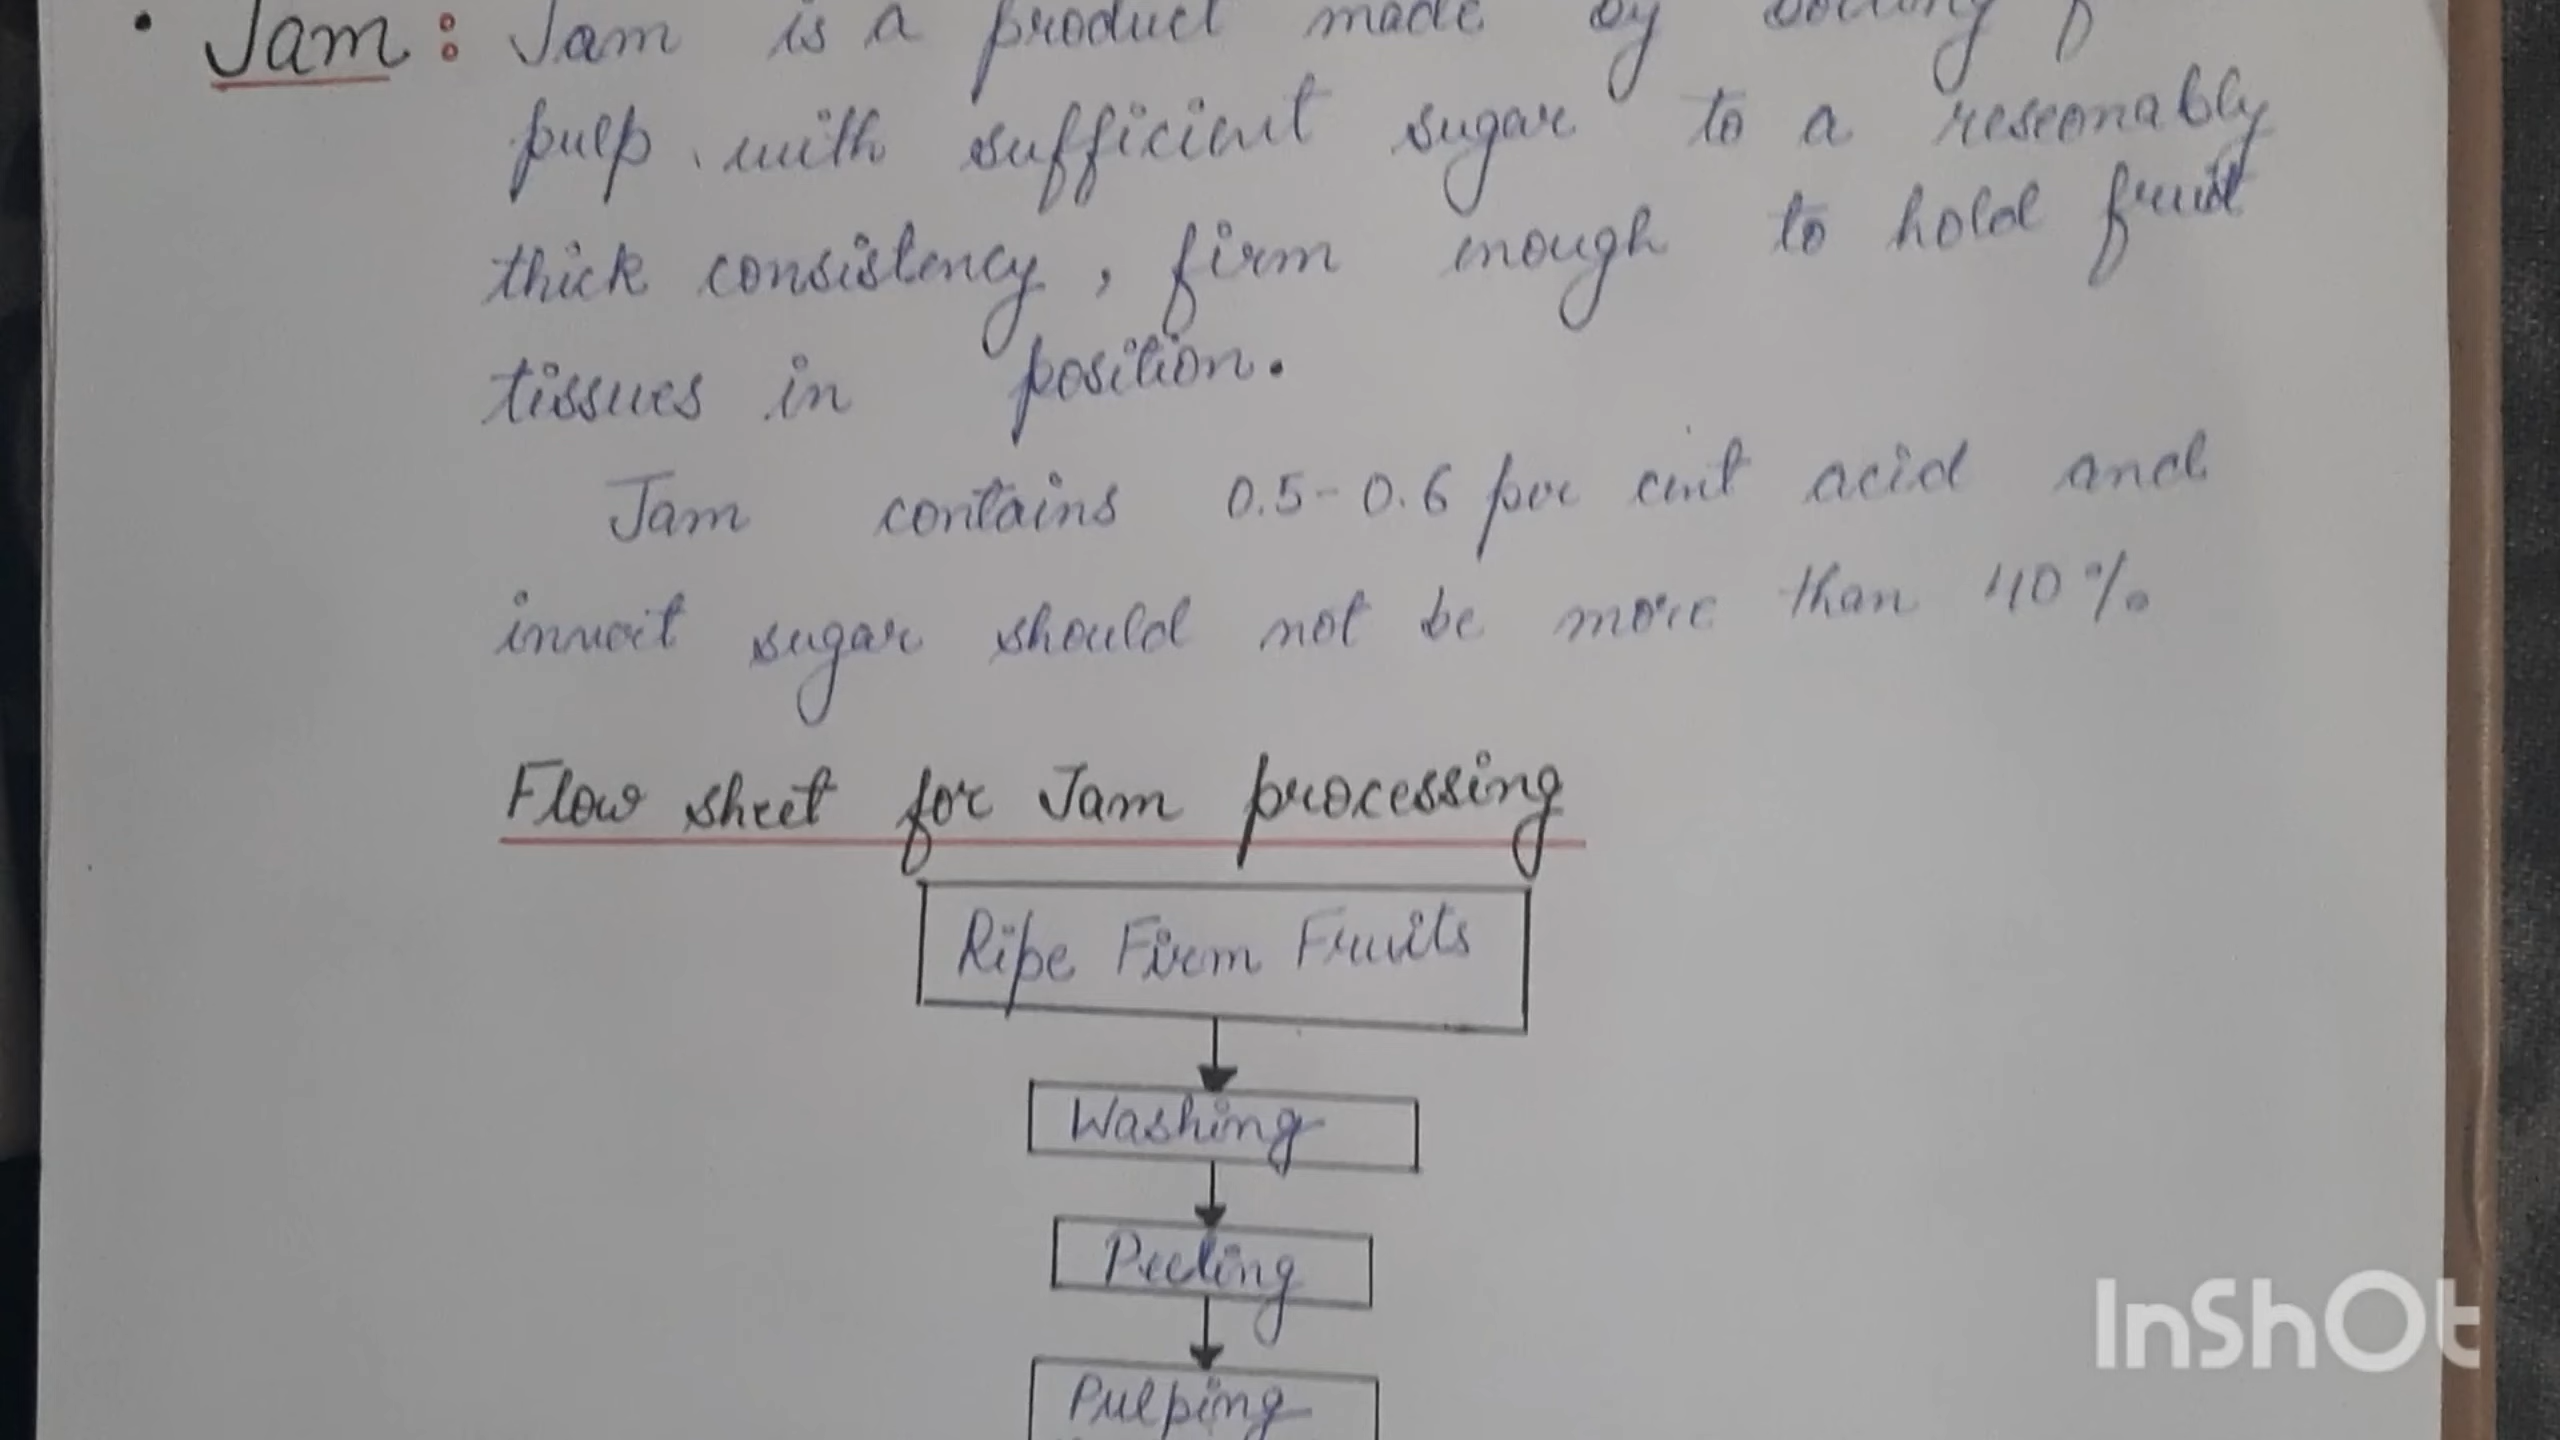 • Jam : Jam is a product made by boiling
pulp with sufficient sugar to a reseonably
thick consistency, firm enough to hold fruit
tissues in position.
Jam contains 0.5-0.6 per cent acid and
invert sugar should not be more than 40%
Flow sheet for Jam processing
Ripe Firm Fruits
Washing
Peeling
Pulping
InShOt